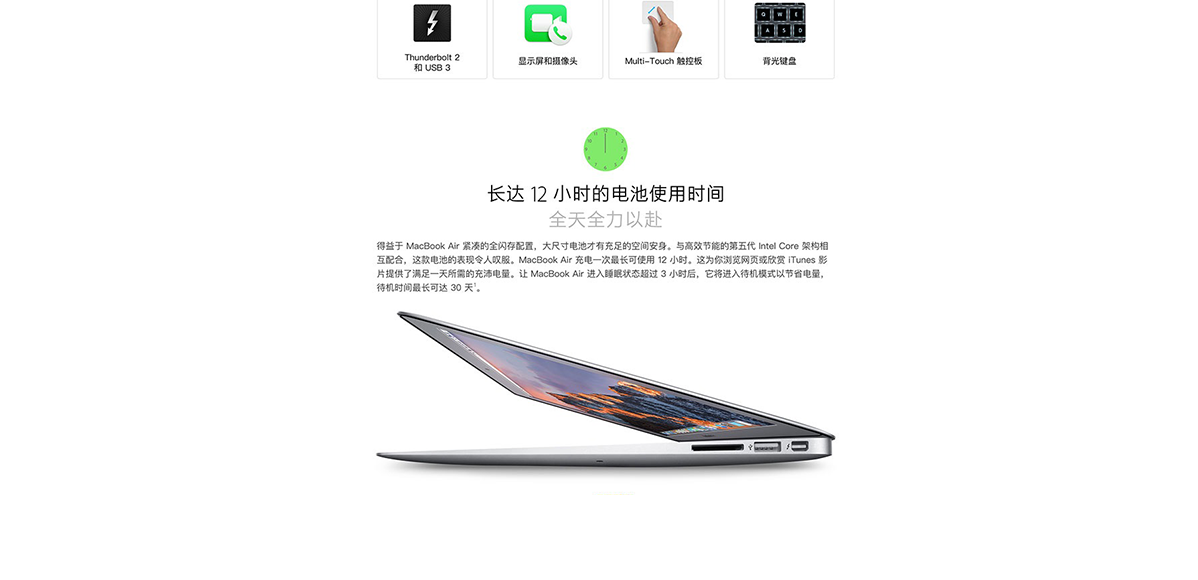 Thunderbolt 2
和 USB 3
显示屏和摄像头
Multi-Touch 触控板
Q W E
A S D
背光键盘
长达 12 小时的电池使用时间
全天全力以赴
得益于 MacBook Air 紧凑的全闪存配置，大尺寸电池才有充足的空间安身。与高效节能的第五代 Intel Core 架构相
互配合，这款电池的表现令人叹服。MacBook Air 充电一次最长可使用 12 小时。这为你浏览网页或欣赏 iTunes 影
片提供了满足一天所需的充沛电量。让 MacBook Air 进入睡眠状态超过 3 小时后，它将进入待机模式以节省电量，
待机时间最长可达 30 天¹。